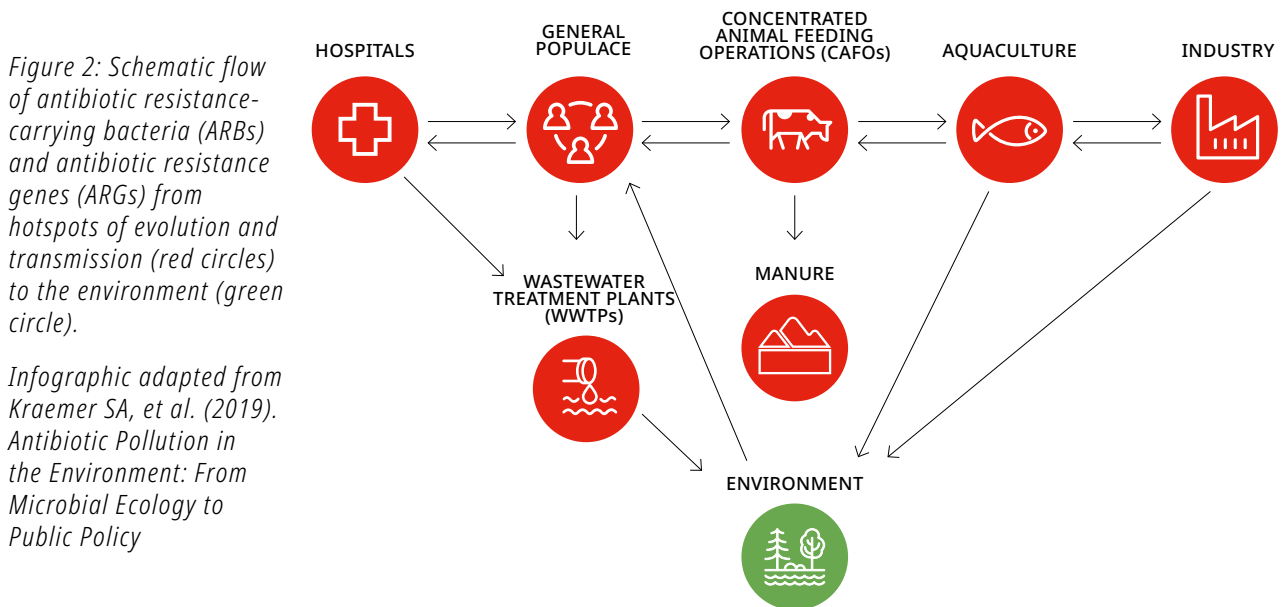 Figure 2: Schematic flow
of antibiotic resistance-
carrying bacteria (ARBs)
and antibiotic resistance
genes (ARGs) from
hotspots of evolution and
transmission (red circles)
to the environment (green
circle).
Infographic adapted from
Kraemer SA, et al. (2019).
Antibiotic Pollution in
the Environment: From
Microbial Ecology to
Public Policy
HOSPITALS
GENERAL
POPULACE
CONCENTRATED
ANIMAL FEEDING
OPERATIONS (CAFOs)
AQUACULTURE
INDUSTRY
WASTEWATER
TREATMENT PLANTS
(WWTPs)
MANURE
ENVIRONMENT